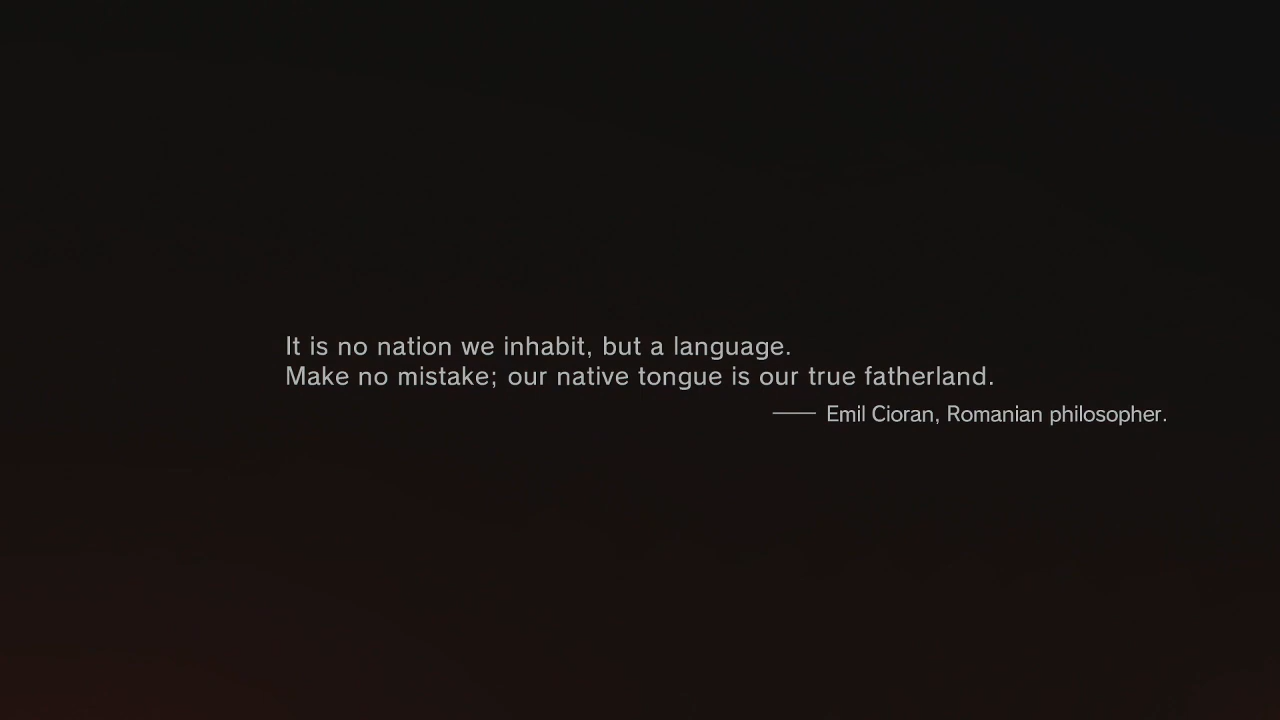 It is no nation we inhabit, but a language.
Make no mistake; our native tongue is our true fatherland.
—— Emil Cioran, Romanian philosopher.